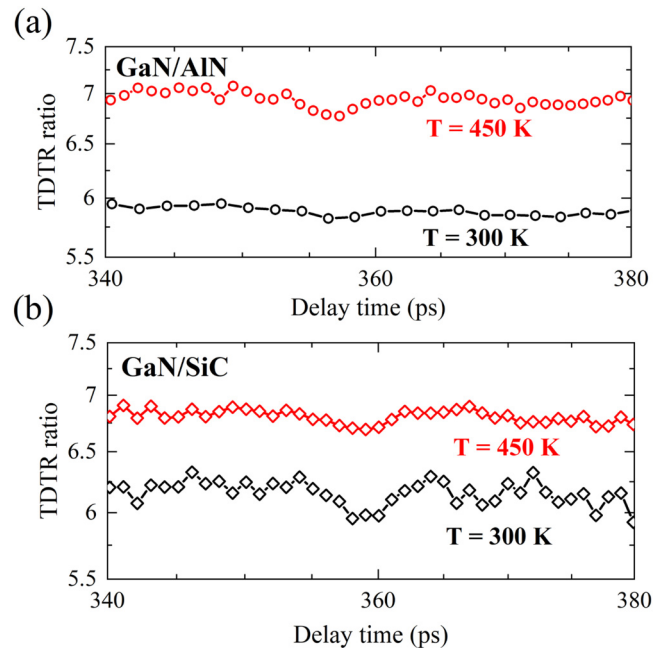 (a)
7.5
GaN/AlN
7
T = 450 K
6.5
TDTR ratio
6
T = 300 K
5.5
340
360
380
Delay time (ps)
(b)
7.5
GaN/SiC
7
6.5
T = 450 K
TDTR ratio
6
T = 300 K
5.5
340
360
380
Delay time (ps)